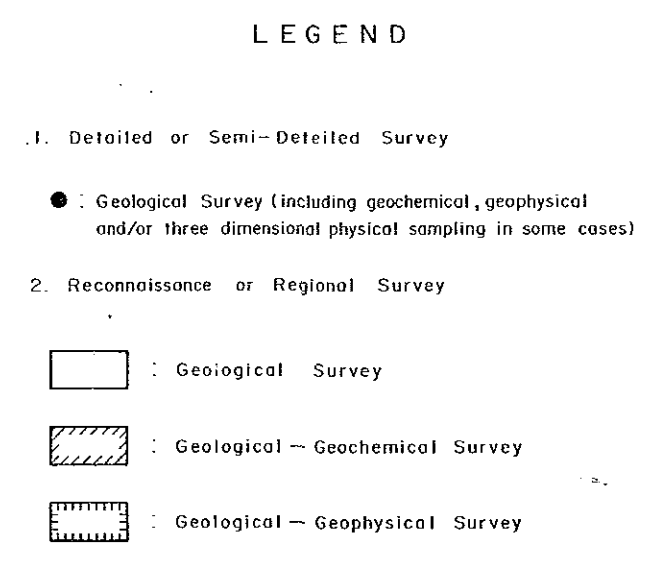 LEGEND
1. Detailed or Semi-Deteiled Survey
: Geological Survey (including geochemical, geophysical
and/or three dimensional physical sampling in some cases)
2. Reconnaissance or Regional Survey
: Geological Survey
: Geological — Geochemical Survey
: Geological — Geophysical Survey